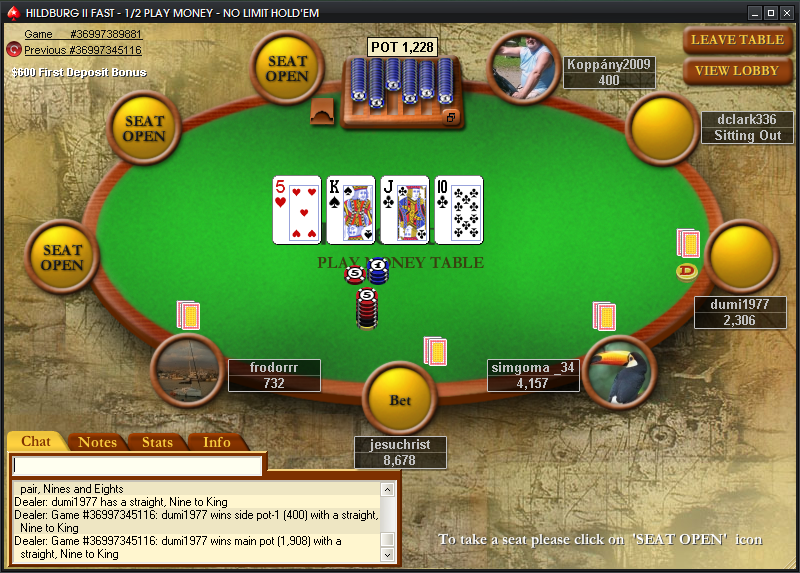 HILDBURG II FAST - 1/2 PLAY MONEY - NO LIMIT HOLD'EM
Game #36997389881
Previous #36997345116
$600 First Deposit Bonus
POT 1,228
LEAVE TABLE
VIEW LOBBY
SEAT
OPEN
Koppány2009
400
SEAT
OPEN
dclark336
Sitting Out
5
K
J
10
SEAT
OPEN
PLAY MONEY TABLE
5
1
5
D
dumi1977
2,306
frodorrr
732
simgoma _34
4,157
Bet
jesuchrist
8,678
Chat
Notes
Stats
Info
pair, Nines and Eights
Dealer: dumi1977 has a straight, Nine to King
Dealer: Game #36997345116: dumi1977 wins side pot-1 (400) with a straight,
Nine to King
Dealer: Game #36997345116: dumi1977 wins main pot (1,908) with a
straight, Nine to King
To take a seat please click on 'SEAT OPEN' icon